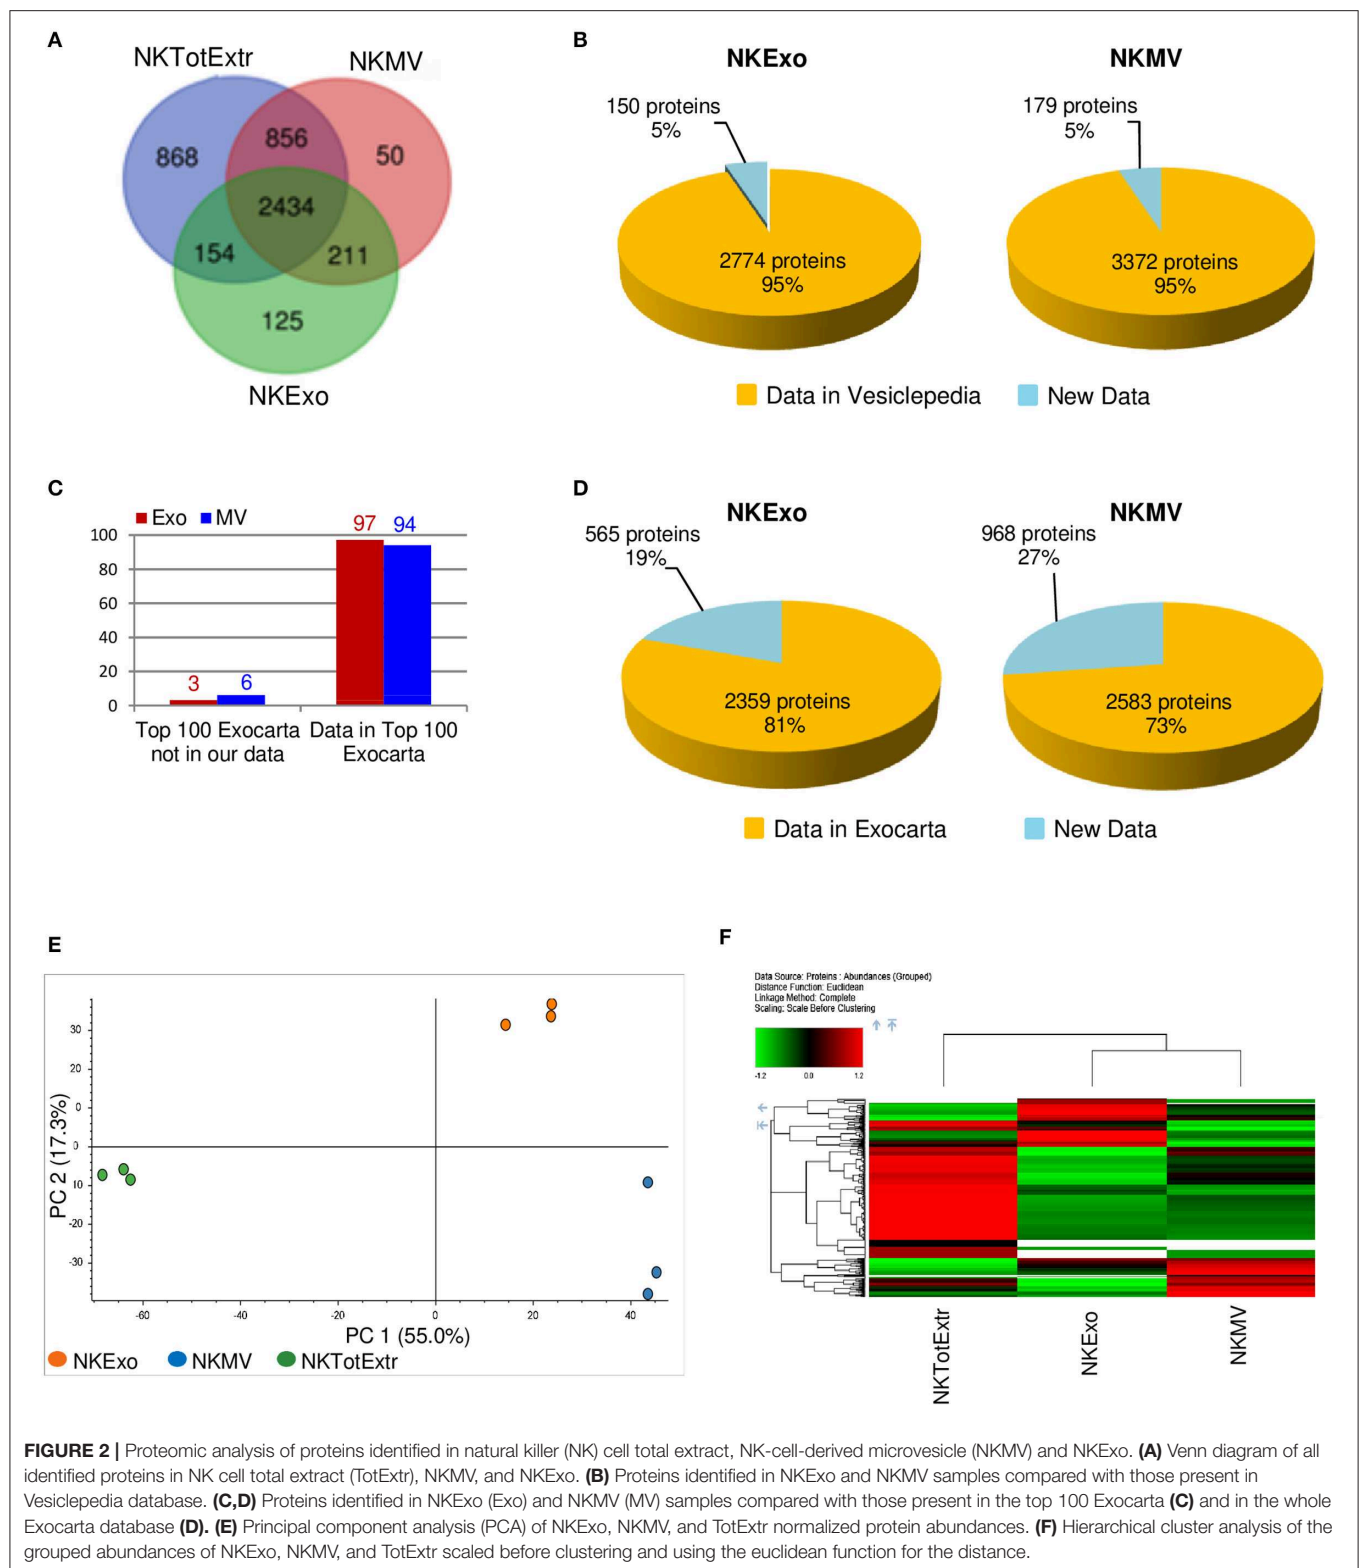 A
NKTotExtr
NKMV
868
856
50
2434
154
211
125
NKExo
B
NKExo
NKMV
150 proteins
5%
179 proteins
5%
2774 proteins
95%
3372 proteins
95%
Data in Vesiclepedia
New Data
C
Exo
MV
97
94
100
80
60
40
20
0
3
6
Top 100 Exocarta
not in our data
Data in Top 100
Exocarta
D
NKExo
NKMV
565 proteins
19%
968 proteins
27%
2359 proteins
81%
2583 proteins
73%
Data in Exocarta
New Data
E
PC 2 (17.3%)
30
20
0
0
10
-20
-30
-60
-40
-20
0
20
40
PC 1 (55.0%)
NKExo
NKMV
NKTotExtr
F
Data Source: Proteins : Abundances (Grouped)
Distance Function: Euclidean
Linkage Method: Complete
Scaling: Scale Before Clustering
-1.2
0.0
1.2
NKTotExtr
NKExo
NKMV
FIGURE 2 | Proteomic analysis of proteins identified in natural killer (NK) cell total extract, NK-cell-derived microvesicle (NKMV) and NKExo. (A) Venn diagram of all
identified proteins in NK cell total extract (TotExtr), NKMV, and NKExo. (B) Proteins identified in NKExo and NKMV samples compared with those present in
Vesiclepedia database. (C,D) Proteins identified in NKExo (Exo) and NKMV (MV) samples compared with those present in the top 100 Exocarta (C) and in the whole
Exocarta database (D). (E) Principal component analysis (PCA) of NKExo, NKMV, and TotExtr normalized protein abundances. (F) Hierarchical cluster analysis of the
grouped abundances of NKExo, NKMV, and TotExtr scaled before clustering and using the euclidean function for the distance.